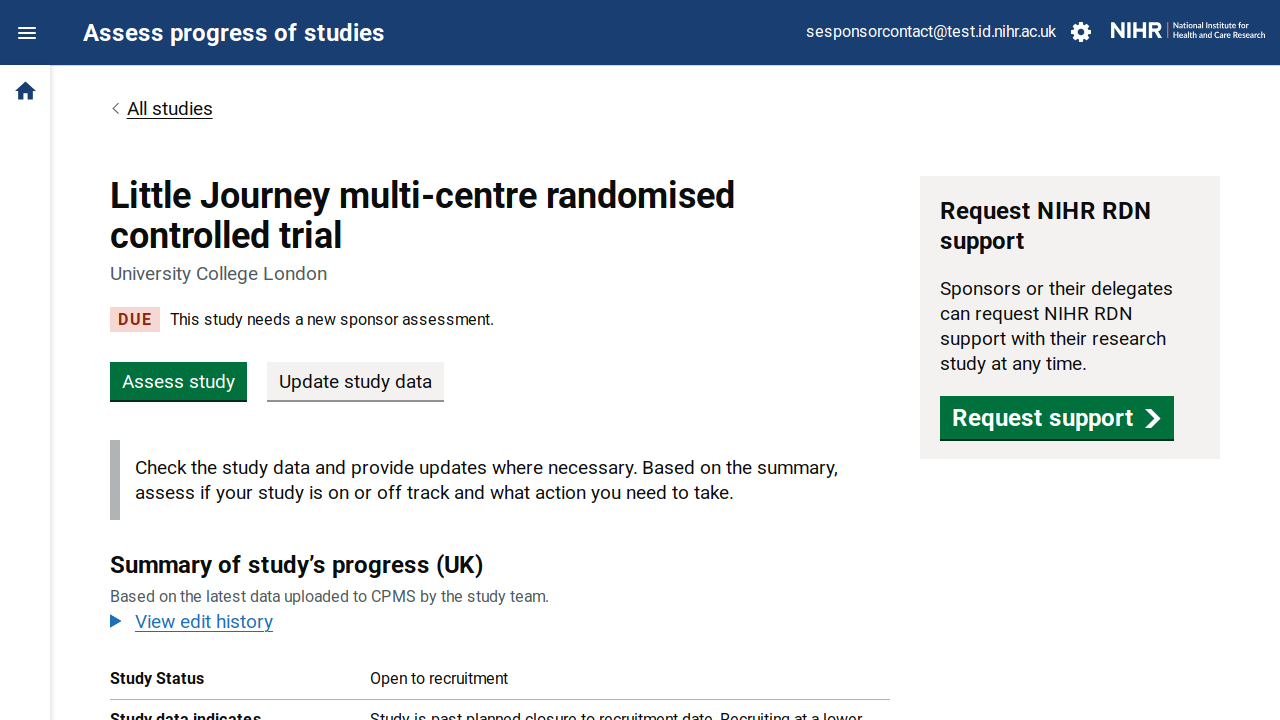 Assess progress of studies
sesponsorcontact@test.id.nihr.ac.uk
NIHR
National Institute for
Health and Care Research
All studies
Little Journey multi-centre randomised
controlled trial
University College London
DUE
This study needs a new sponsor assessment.
Assess study
Update study data
Check the study data and provide updates where necessary. Based on the summary,
assess if your study is on or off track and what action you need to take.
Summary of study’s progress (UK)
Based on the latest data uploaded to CPMS by the study team.
View edit history
Study Status
Open to recruitment
Study data indicates
Study is past planned closure to recruitment date, Recruiting at a lower
Request NIHR RDN
support
Sponsors or their delegates
can request NIHR RDN
support with their research
study at any time.
Request support